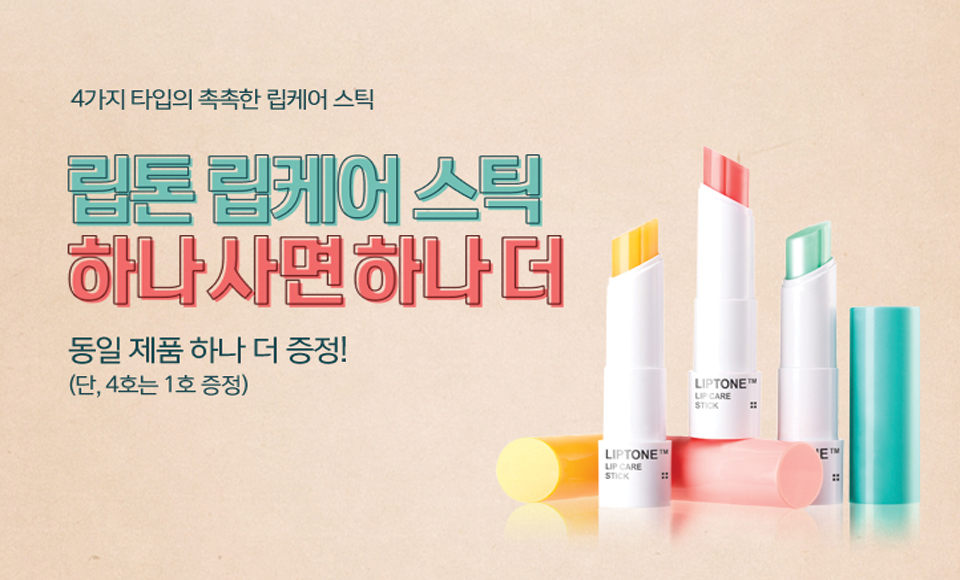 4가지 타입의 촉촉한 립케어 스틱
립톤 립케어 스틱
하나 사면 하나 더
동일 제품 하나 더 증정!
(단, 4호는 1호 증정)
LIPTONE™
LIP CARE
STICK
LIPTONE™
LIP CARE
STICK
NE™